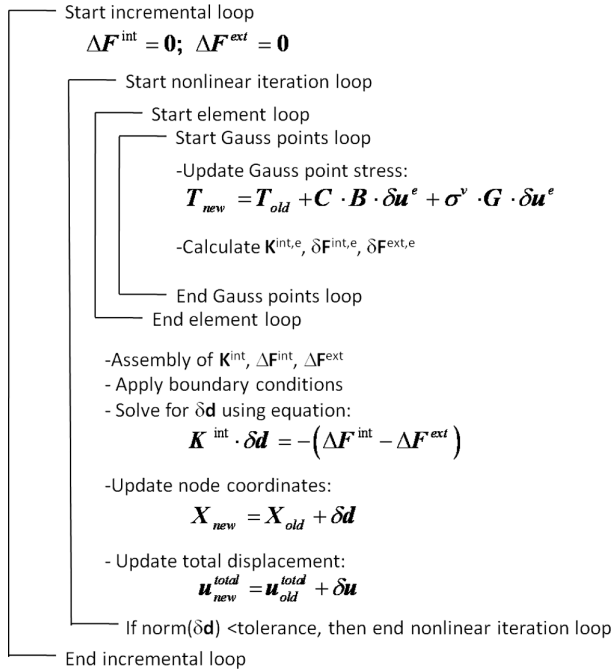 Start incremental loop
ΔF^int = 0; ΔF^ext = 0
Start nonlinear iteration loop
Start element loop
Start Gauss points loop
-Update Gauss point stress:
T_new = T_old + C · B · δu^e + σ^v · G · δu^e
-Calculate K^int,e, δF^int,e, δF^ext,e
End Gauss points loop
End element loop
-Assembly of K^int, ΔF^int, ΔF^ext
- Apply boundary conditions
- Solve for δd using equation:
K^int · δd = -(ΔF^int - ΔF^ext)
-Update node coordinates:
X_new = X_old + δd
- Update total displacement:
u^total_new = u^total_old + δu
If norm(δd) <tolerance, then end nonlinear iteration loop
End incremental loop